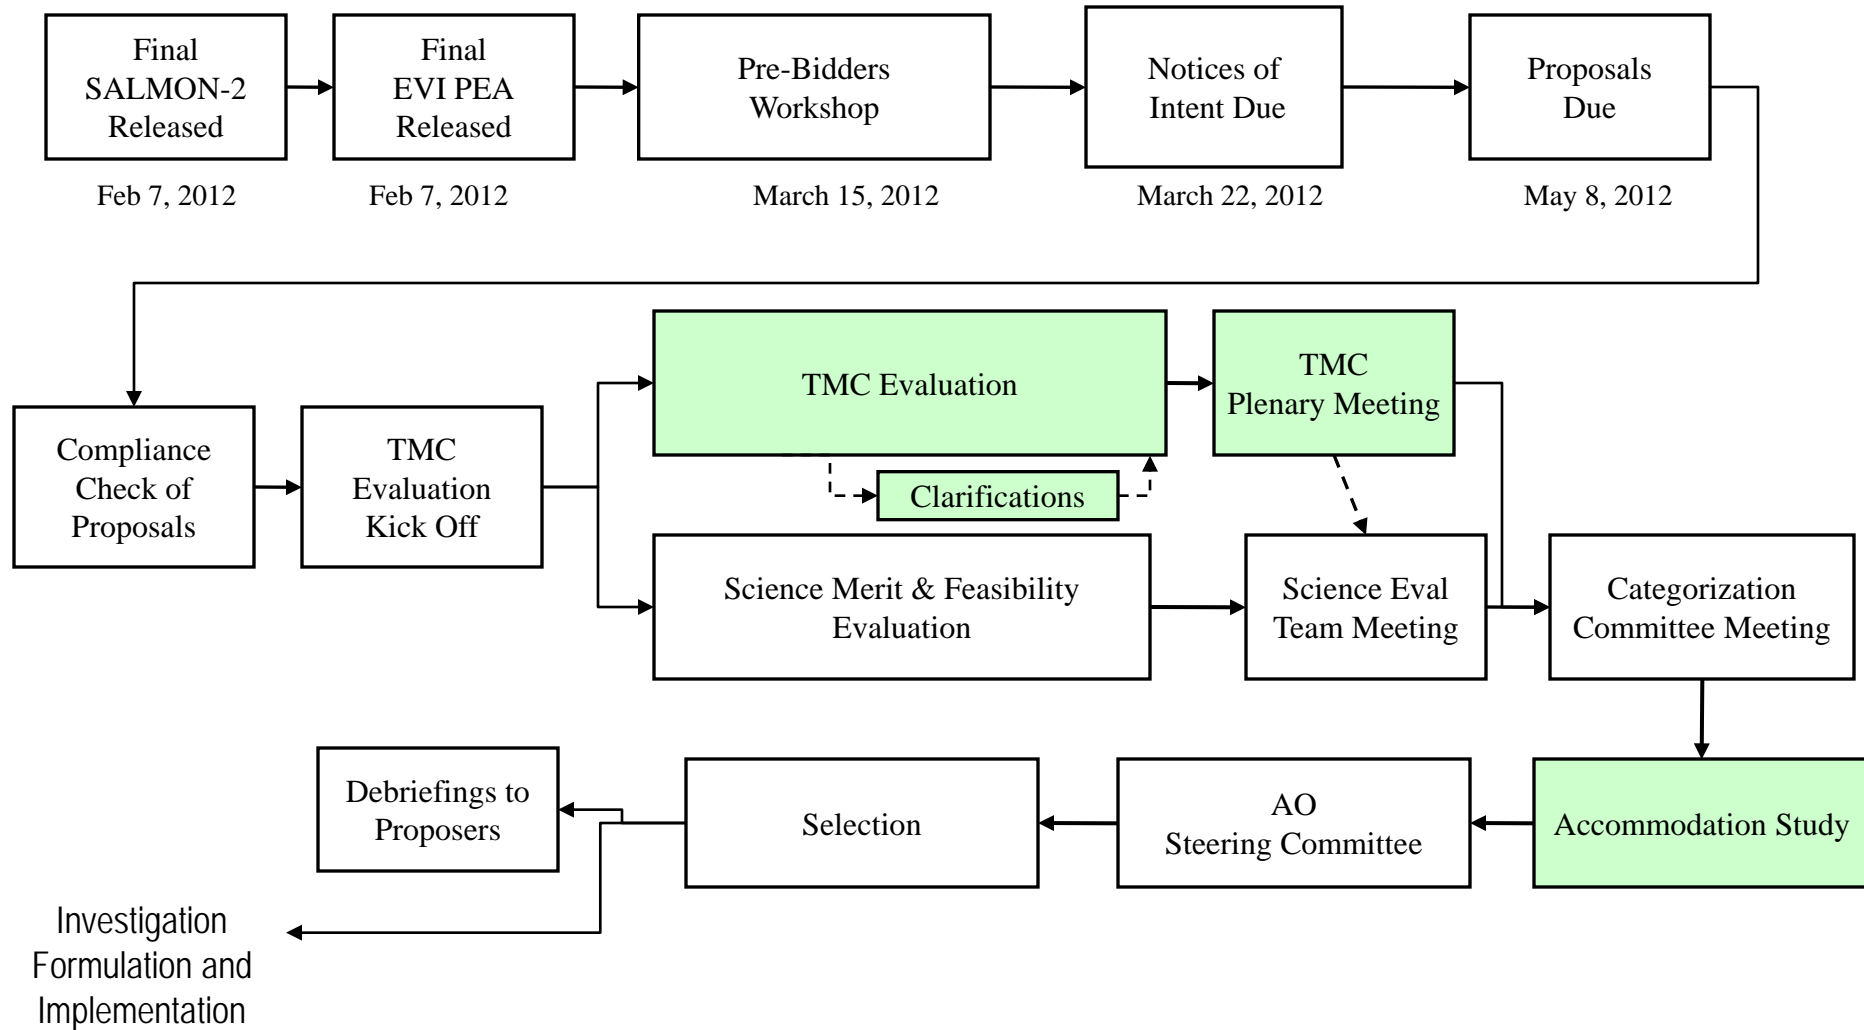 Final
SALMON-2
Released
Final
EVI PEA
Released
Pre-Bidders
Workshop
Notices of
Intent Due
Proposals
Due
Feb 7, 2012
Feb 7, 2012
March 15, 2012
March 22, 2012
May 8, 2012
Compliance
Check of
Proposals
TMC
Evaluation
Kick Off
TMC Evaluation
TMC
Plenary Meeting
Clarifications
Science Merit & Feasibility
Evaluation
Science Eval
Team Meeting
Categorization
Committee Meeting
Accommodation Study
AO
Steering Committee
Selection
Debriefings to
Proposers
Investigation
Formulation and
Implementation